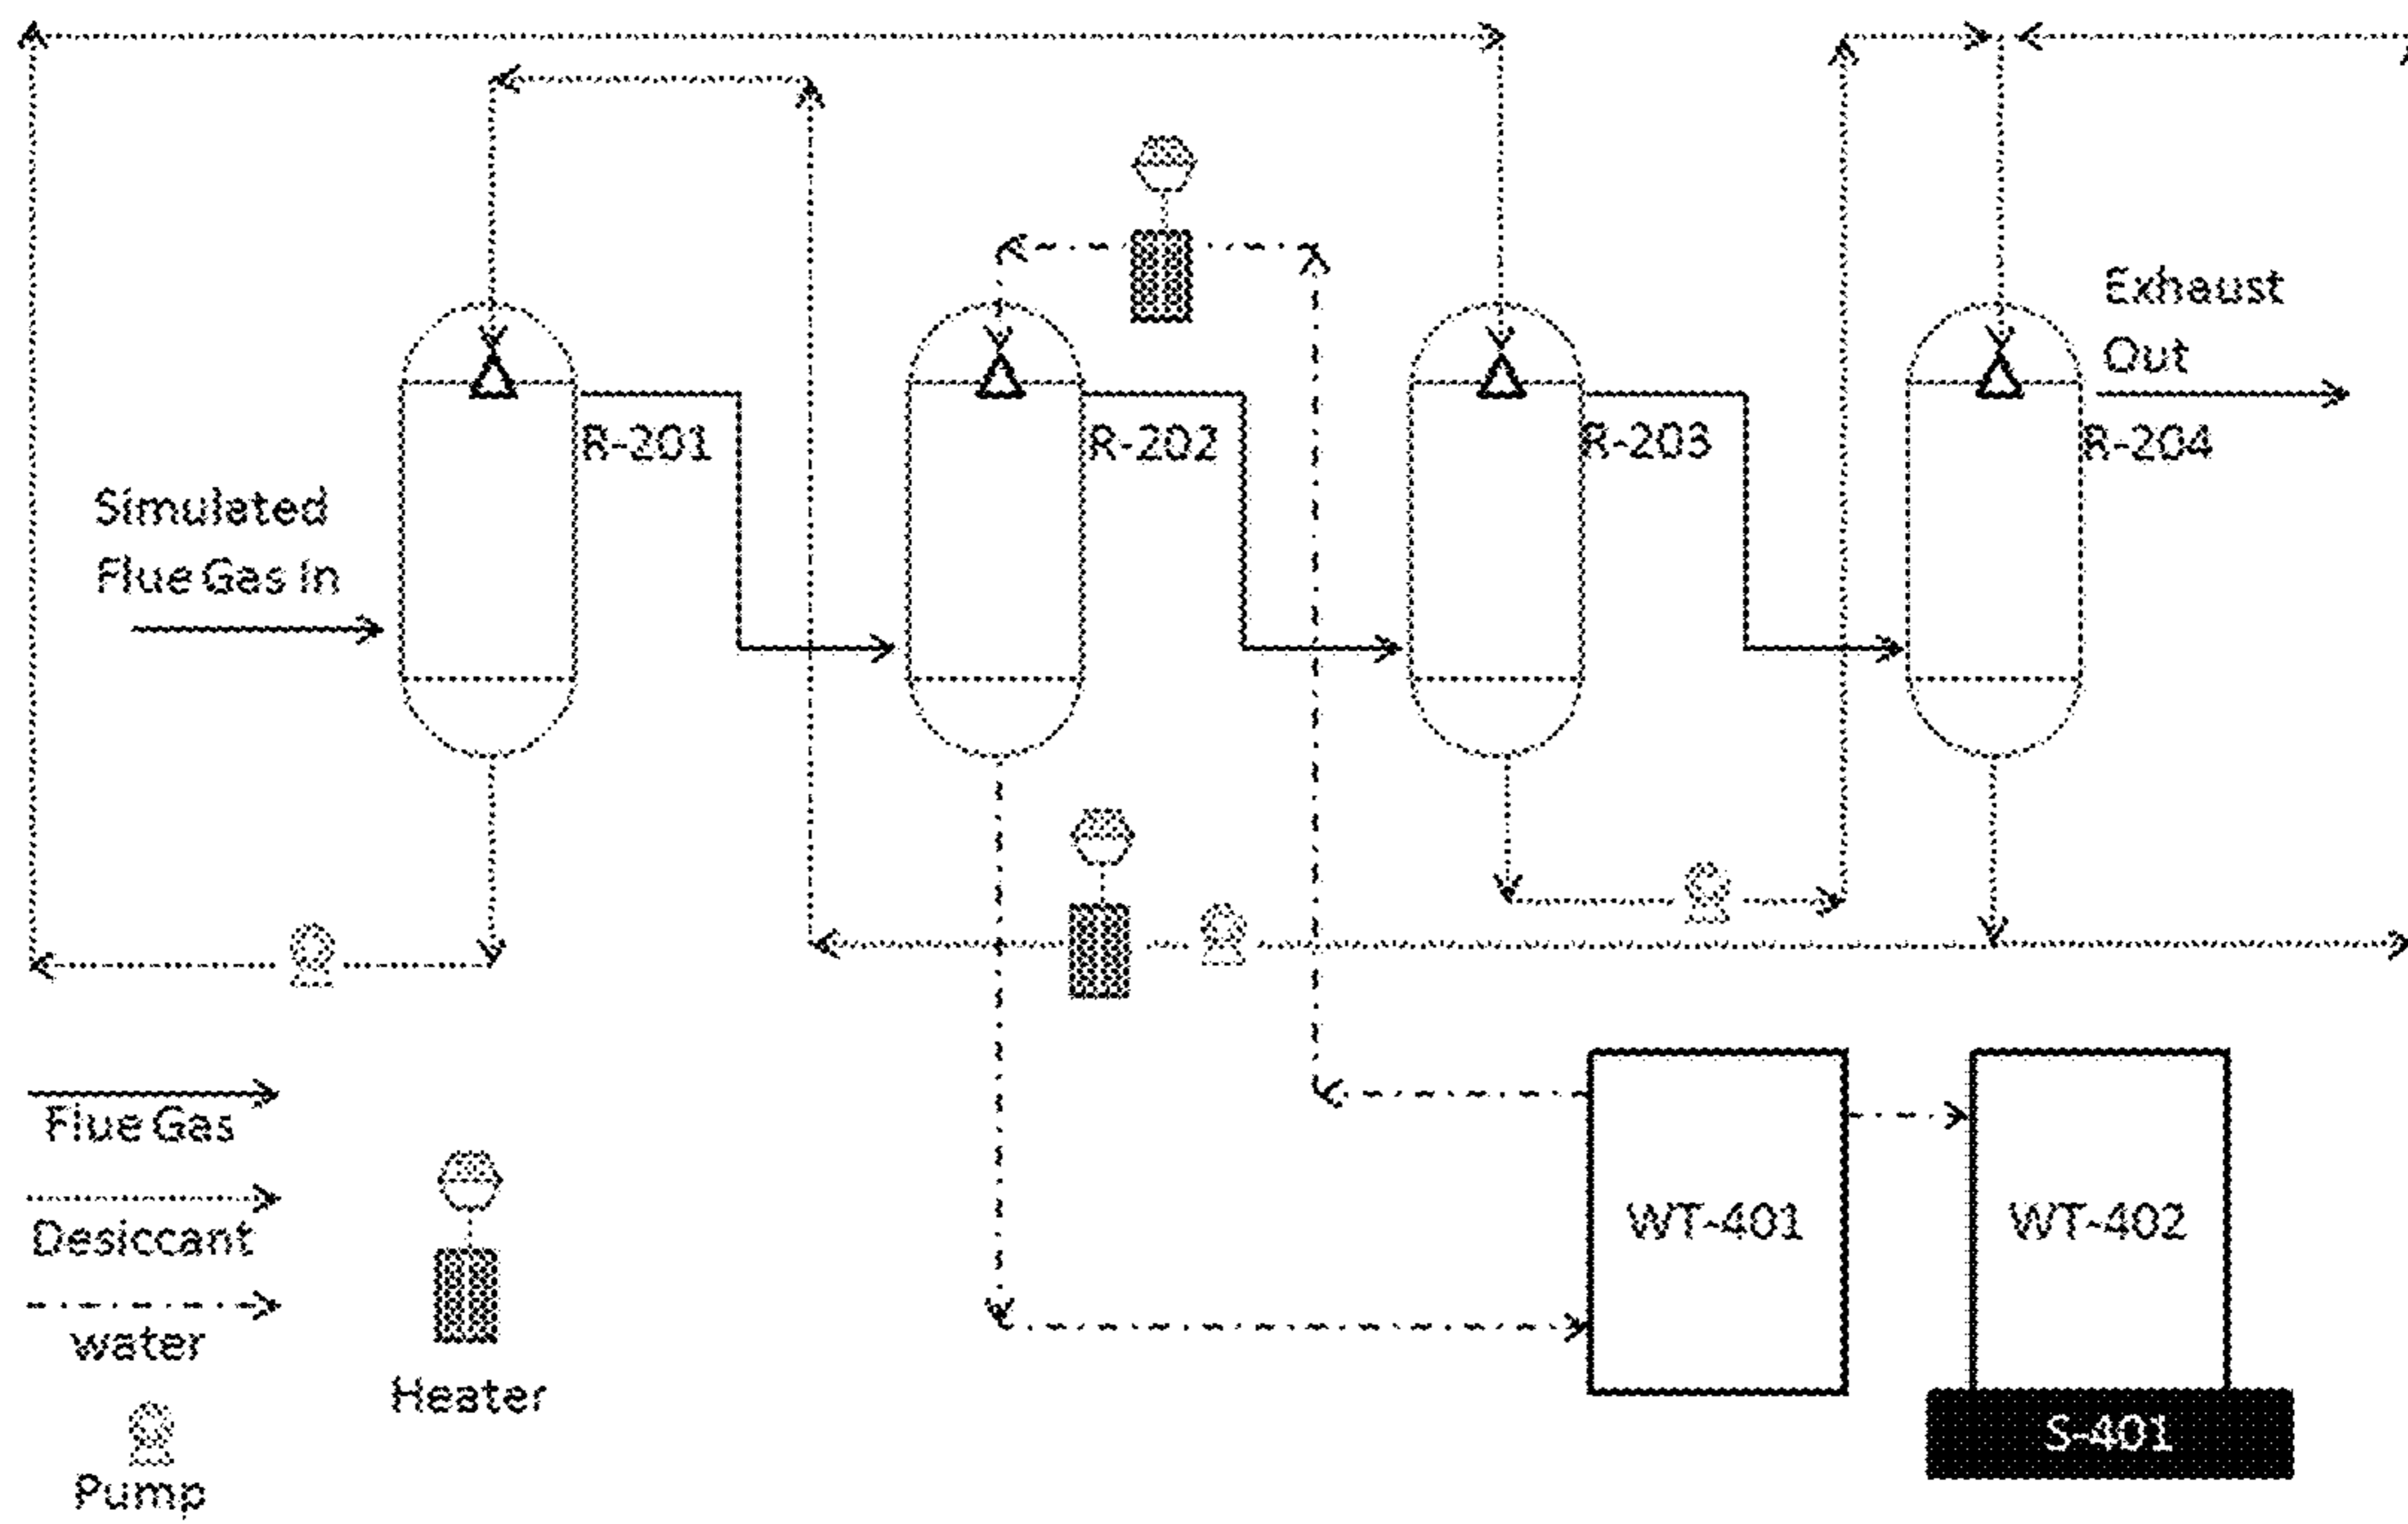 Exhaust
Out
R-201
R-202
R-203
R-204
Simulated
Flue Gas In
Flue Gas
Desiccant
water
Heater
Pump
WT-401
WT-402
S-401